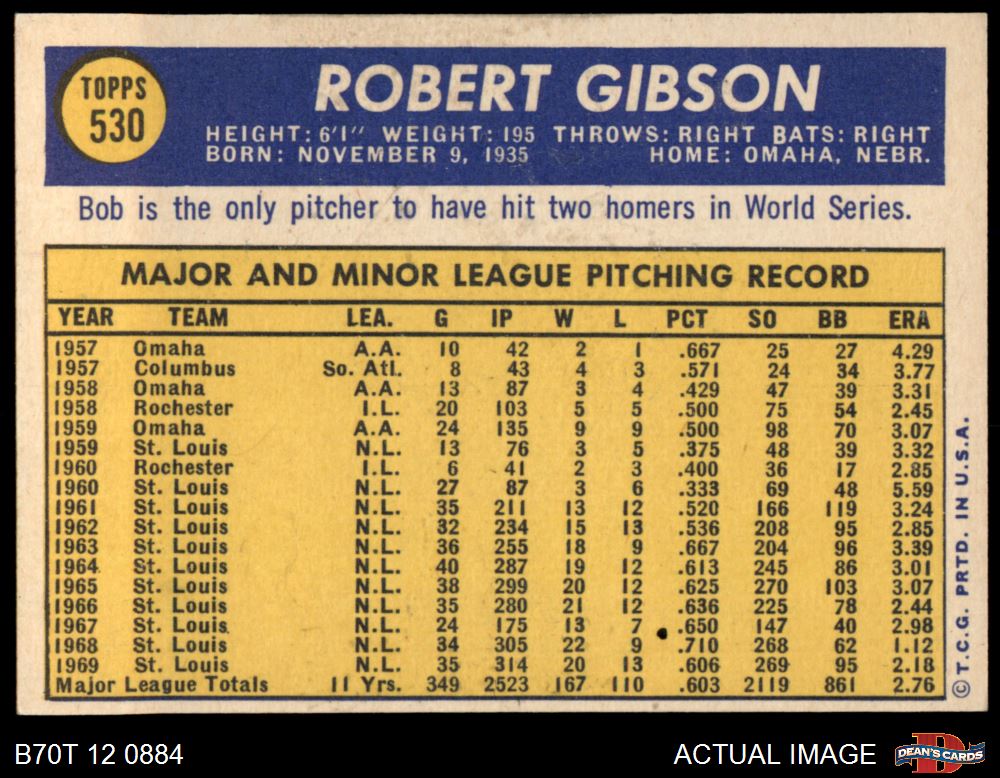 TOPPS
530
ROBERT GIBSON
HEIGHT: 6'1" WEIGHT: 195 THROWS: RIGHT BATS: RIGHT
BORN: NOVEMBER 9, 1935 HOME: OMAHA, NEBR.
Bob is the only pitcher to have hit two homers in World Series.
MAJOR AND MINOR LEAGUE PITCHING RECORD
YEAR TEAM LEA. G IP W L PCT SO BB ERA
1957 Omaha A.A. 10 42 2 1 .667 25 27 4.29
1957 Columbus So. Atl. 8 43 4 3 .571 24 34 3.77
1958 Omaha A.A. 13 87 3 4 .429 47 39 3.31
1958 Rochester I.L. 20 103 5 5 .500 75 54 2.45
1959 Omaha A.A. 24 135 9 9 .500 98 70 3.07
1959 St. Louis N.L. 13 76 3 5 .375 48 39 3.32
1960 Rochester I.L. 6 41 2 3 .400 36 17 2.85
1960 St. Louis N.L. 27 87 3 6 .333 69 48 5.59
1961 St. Louis N.L. 35 211 13 12 .520 166 119 3.24
1962 St. Louis N.L. 32 234 15 13 .536 208 95 2.85
1963 St. Louis N.L. 36 255 18 9 .667 204 96 3.39
1964 St. Louis N.L. 40 287 19 12 .613 245 86 3.01
1965 St. Louis N.L. 38 299 20 12 .625 270 103 3.07
1966 St. Louis N.L. 35 280 21 12 .636 225 78 2.44
1967 St. Louis N.L. 24 175 13 7 .650 147 40 2.98
1968 St. Louis N.L. 34 305 22 9 .710 268 62 1.12
1969 St. Louis N.L. 35 314 20 13 .606 269 95 2.18
Major League Totals 11 Yrs. 349 2523 167 110 .603 2119 861 2.76
© T.C.G. PRTD. IN U.S.A.
B70T 12 0884
ACTUAL IMAGE
DEAN'S CARDS